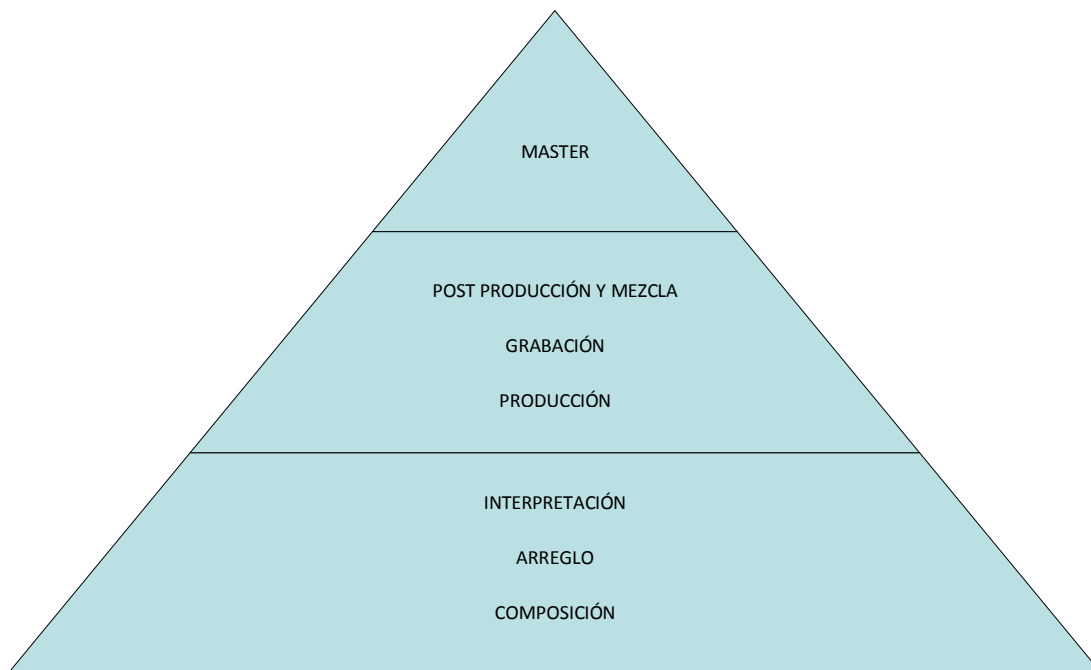 MASTER
POST PRODUCCIÓN Y MEZCLA
GRABACIÓN
PRODUCCIÓN
INTERPRETACIÓN
ARREGLO
COMPOSICIÓN